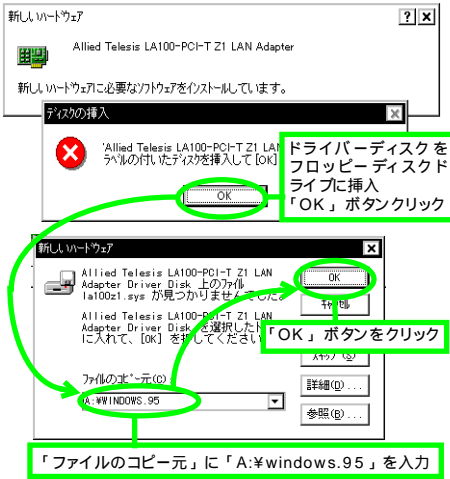 新しいハードウェア
Allied Telesis LA100-PCI-T Z1 LAN Adapter
新しいハードウェアに必要なソフトウェアをインストールしています。
ディスクの挿入
'Allied Telesis LA100-PCI-T Z1 LAN
ラベルの付いたディスクを挿入して [OK]
OK
ドライバーディスクを
フロッピーディスクド
ライブに挿入
「OK」ボタンクリック
新しいハードウェア
Allied Telesis LA100-PCI-T Z1 LAN
Adapter Driver Disk 上のファイル
la100z1.sys が見つかりませんでした。
Allied Telesis LA100-PCI-T Z1 LAN
Adapter Driver Disk を選択したド
に入れて、[OK] を押してください
OK
キャンセル
「OK」ボタンをクリック
スキップ(S)
ファイルのコピー元(C):
A:¥WINDOWS.95
詳細(D)...
参照(B)...
「ファイルのコピー元」に「A:¥windows.95」を入力